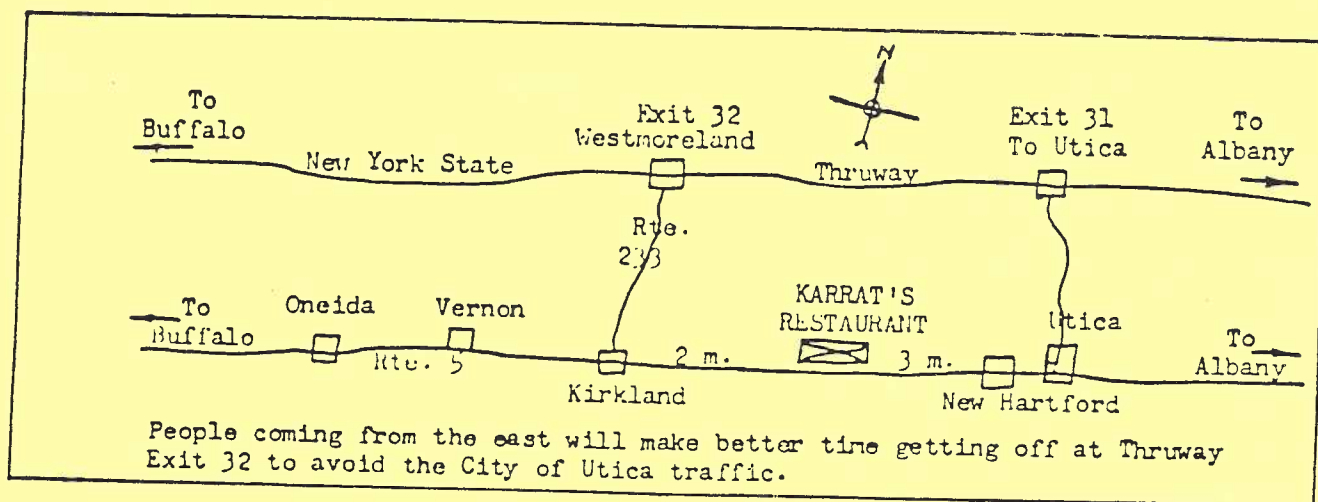 N
To
Buffalo
Exit 32
Westmoreland
Exit 31
To Utica
To
Albany
New York State
Thruway
Rte.
233
To
Buffalo
Oneida
Vernon
KARRAT'S
RESTAURANT
Utica
To
Albany
Rte. 5
2 m.
3 m.
Kirkland
New Hartford
People coming from the east will make better time getting off at Thruway
Exit 32 to avoid the City of Utica traffic.